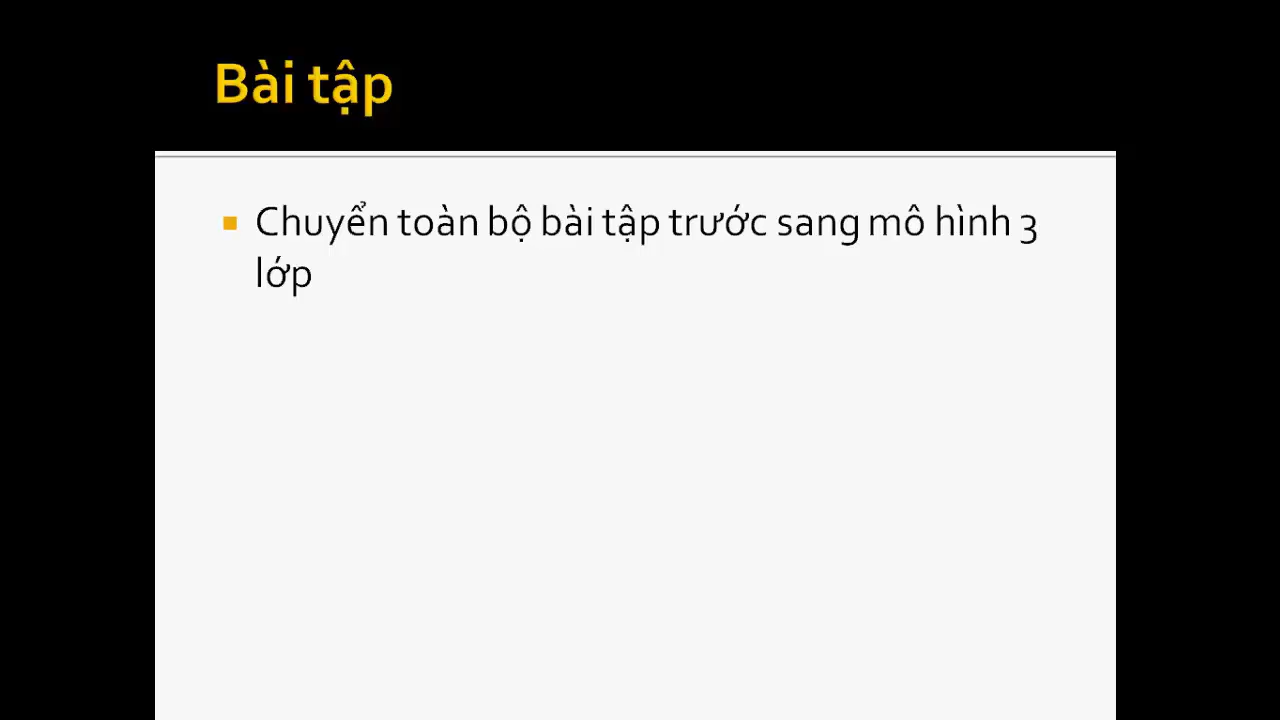 Bài tập
Chuyển toàn bộ bài tập trước sang mô hình 3
lớp